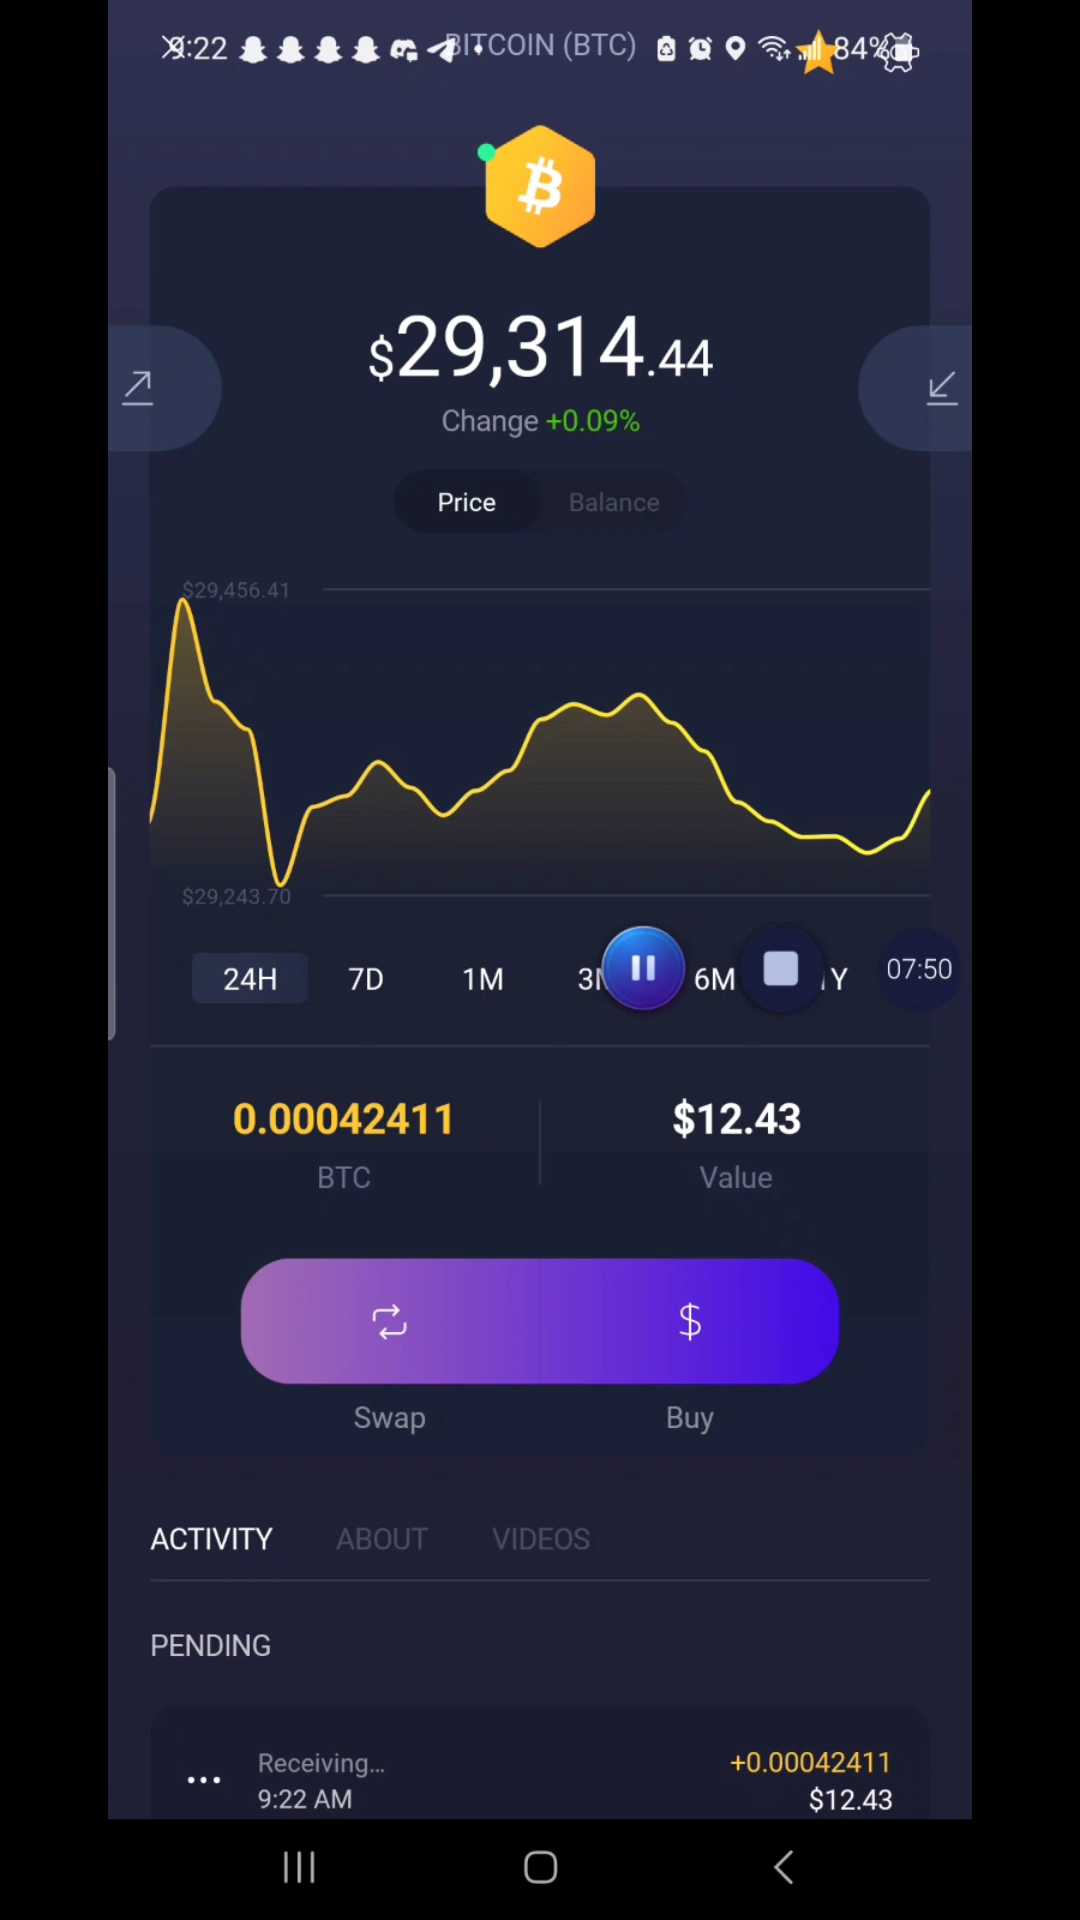 9:22 BITCOIN (BTC) 84%
$29,314.44
Change +0.09%
Price Balance
$29,456.41
$29,243.70
24H 7D 1M 6M 07:50
0.00042411 $12.43
BTC Value
$
Swap Buy
ACTIVITY ABOUT VIDEOS
PENDING
Receiving... +0.00042411
9:22 AM $12.43